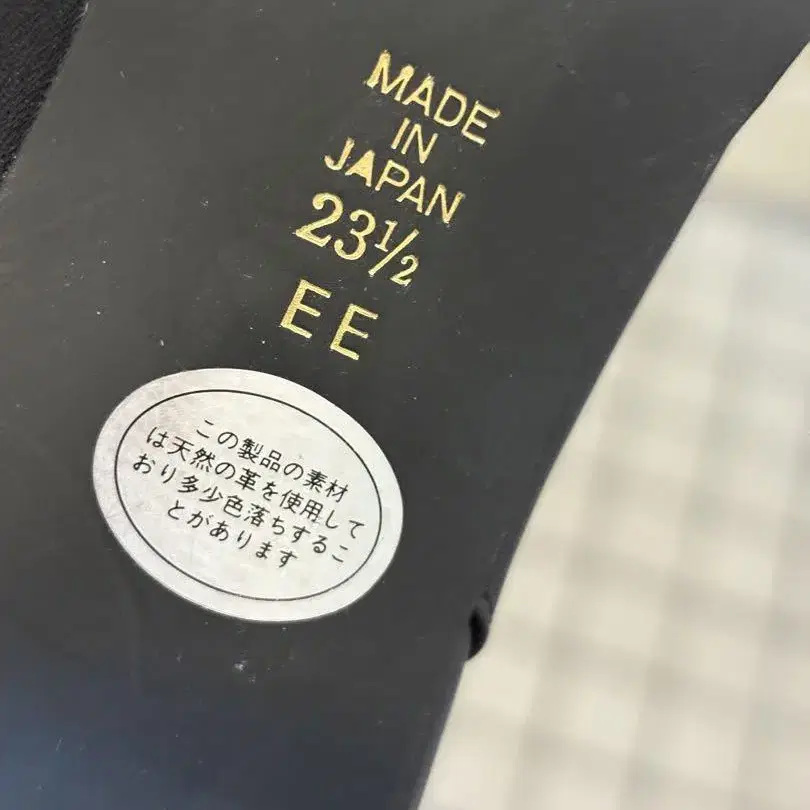 MADE
IN
JAPAN
23½
EE
この製品の素材
は天然の革を使用して
おり多少色落ちするこ
とがあります